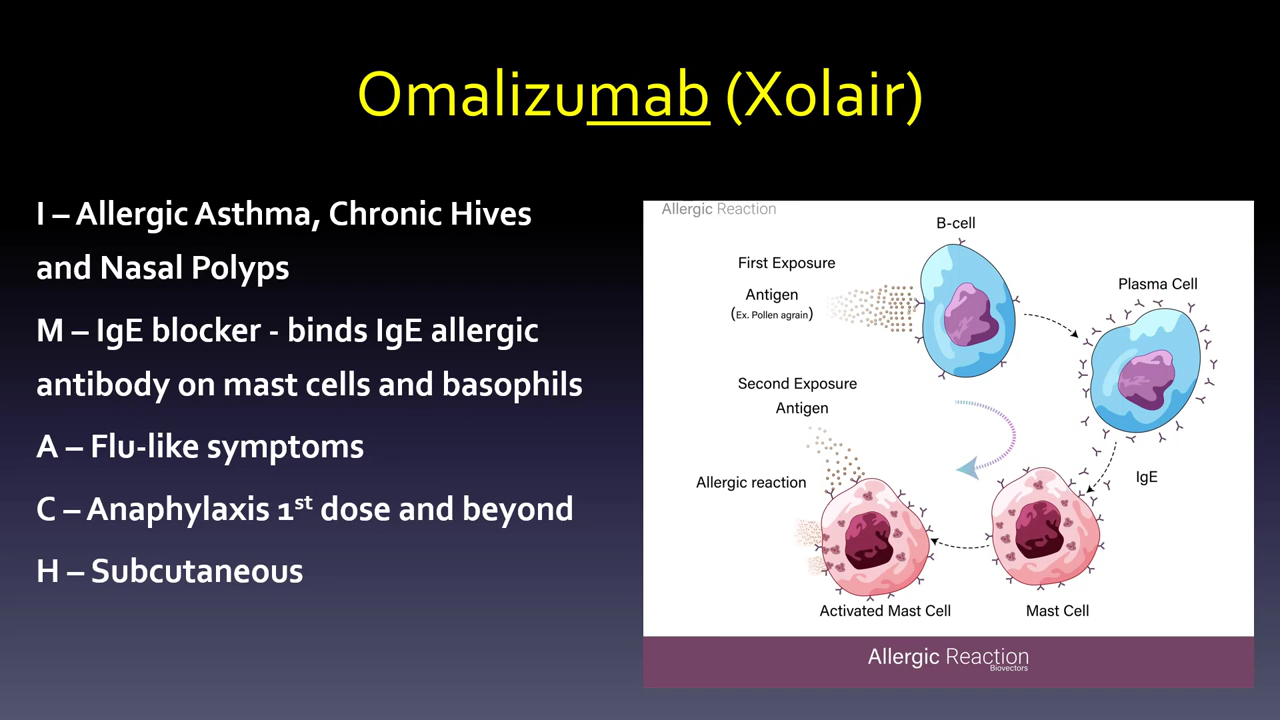 Omalizumab (Xolair)
I – Allergic Asthma, Chronic Hives
and Nasal Polyps
M – IgE blocker - binds IgE allergic
antibody on mast cells and basophils
A – Flu-like symptoms
C – Anaphylaxis 1st dose and beyond
H – Subcutaneous
Allergic Reaction
B-cell
First Exposure
Antigen
(Ex. Pollen agrain)
Plasma Cell
Second Exposure
Antigen
Allergic reaction
IgE
Activated Mast Cell
Mast Cell
Allergic Reaction
Biovectors